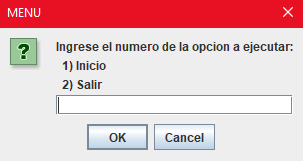 MENU
Ingrese el numero de la opcion a ejecutar:
1) Inicio
2) Salir
OK Cancel